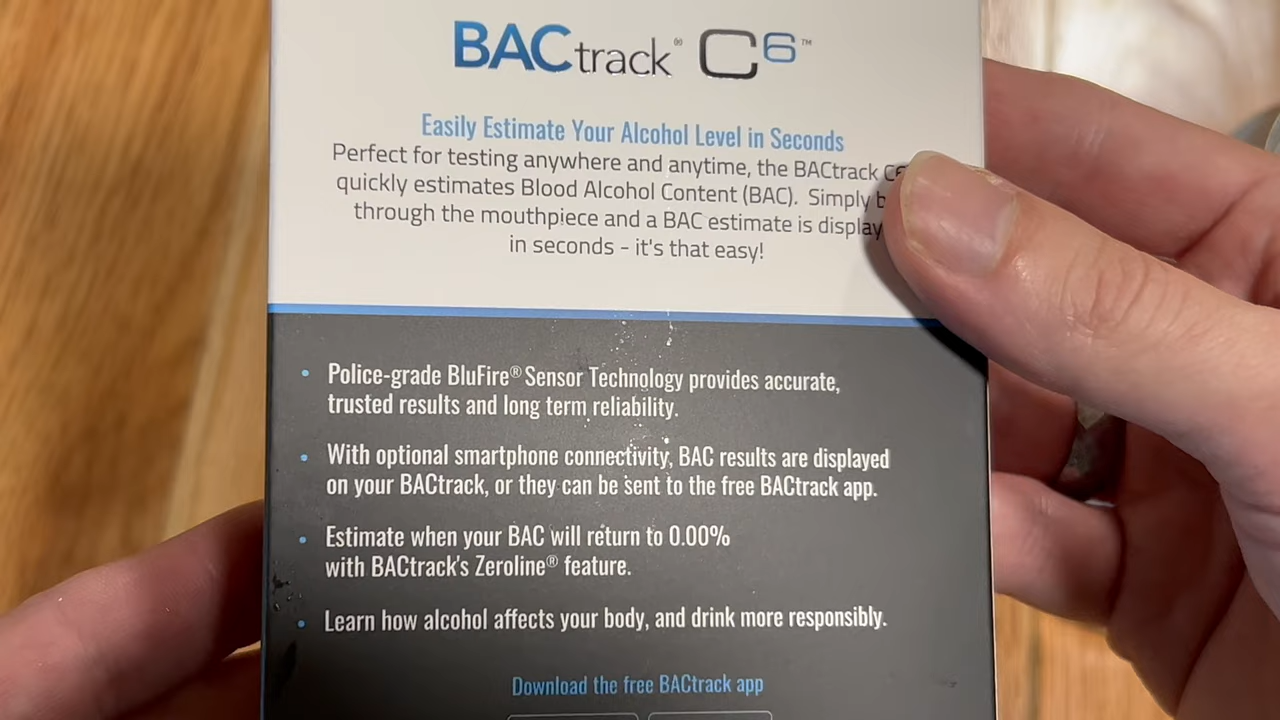 BACtrack® C6™
Easily Estimate Your Alcohol Level in Seconds
Perfect for testing anywhere and anytime, the BACtrack C6
quickly estimates Blood Alcohol Content (BAC). Simply
through the mouthpiece and a BAC estimate is
in seconds - it's that easy!
• Police-grade BluFire® Sensor Technology provides accurate,
trusted results and long term reliability.
• With optional smartphone connectivity, BAC results are displayed
on your BACtrack, or they can be sent to the free BACtrack app.
• Estimate when your BAC will return to 0.00%
with BACtrack's Zeroline® feature.
• Learn how alcohol affects your body, and drink more responsibly.
Download the free BACtrack app